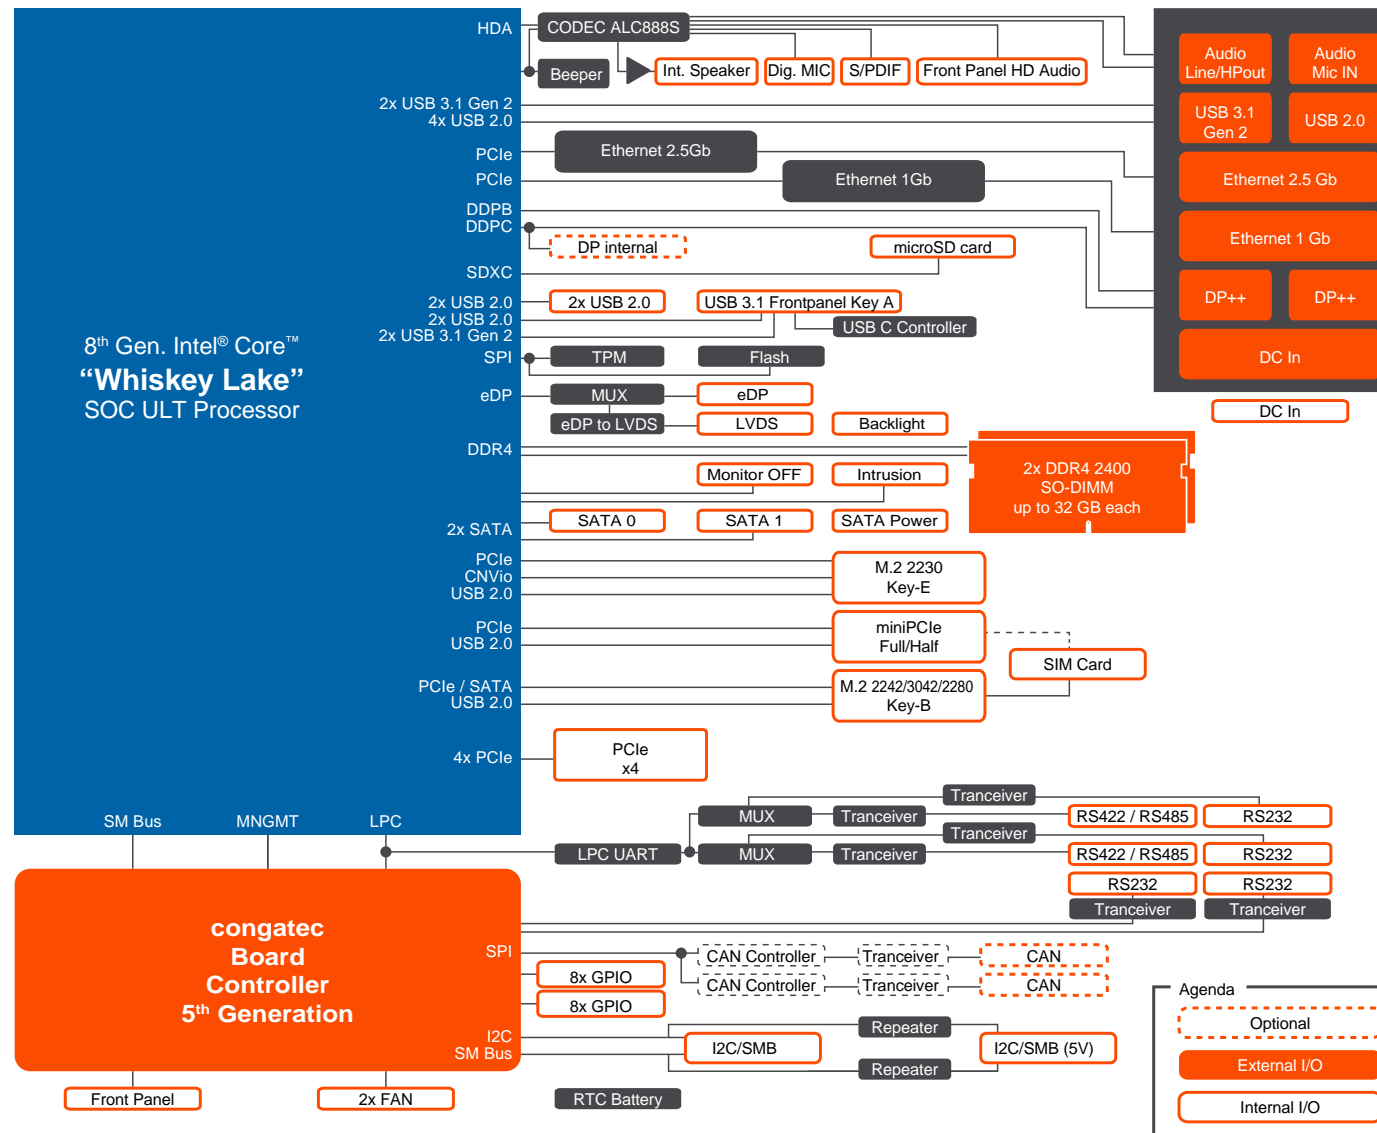 HDA
CODEC ALC888S
Beeper
Int. Speaker
Dig. MIC
S/PDIF
Front Panel HD Audio
Audio
Line/HPout
Audio
Mic IN
2x USB 3.1 Gen 2
4x USB 2.0
USB 3.1
Gen 2
USB 2.0
PCIe
Ethernet 2.5Gb
Ethernet 2.5 Gb
PCIe
Ethernet 1Gb
Ethernet 1 Gb
DDPB
DDPC
DP internal
microSD card
SDXC
DP++
DP++
2x USB 2.0
2x USB 2.0
USB 3.1 Frontpanel Key A
2x USB 2.0
2x USB 3.1 Gen 2
USB C Controller
DC In
DC In
SPI
TPM
Flash
eDP
MUX
eDP
eDP to LVDS
LVDS
Backlight
8th Gen. Intel® Core™
“Whiskey Lake”
SOC ULT Processor
DDR4
2x DDR4 2400
SO-DIMM
up to 32 GB each
Monitor OFF
Intrusion
2x SATA
SATA 0
SATA 1
SATA Power
PCIe
CNVio
USB 2.0
M.2 2230
Key-E
PCIe
USB 2.0
miniPCIe
Full/Half
SIM Card
PCIe / SATA
USB 2.0
M.2 2242/3042/2280
Key-B
4x PCIe
PCIe
x4
SM Bus
MNGMT
LPC
Tranceiver
MUX
Tranceiver
RS422 / RS485
RS232
Tranceiver
LPC UART
MUX
Tranceiver
RS422 / RS485
RS232
RS232
RS232
Tranceiver
Tranceiver
congatec
Board
Controller
5th Generation
SPI
CAN Controller
Tranceiver
CAN
CAN Controller
Tranceiver
CAN
8x GPIO
8x GPIO
I2C
SM Bus
I2C/SMB
Repeater
Repeater
I2C/SMB (5V)
Front Panel
2x FAN
RTC Battery
Agenda
Optional
External I/O
Internal I/O